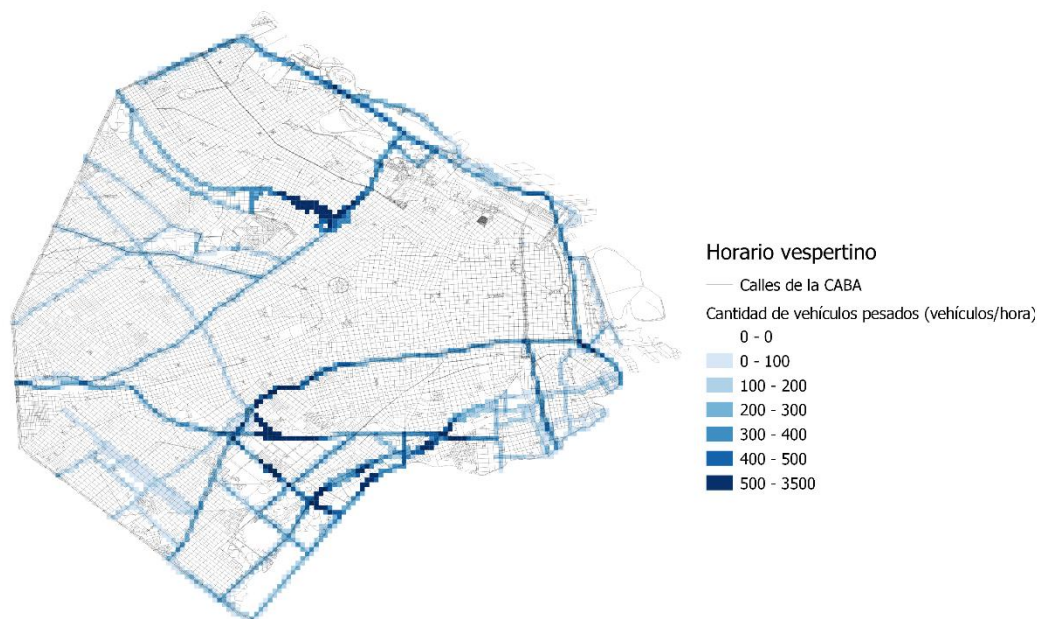 Horario vespertino
Calles de la CABA
Cantidad de vehículos pesados (vehículos/hora)
0 - 0
0 - 100
100 - 200
200 - 300
300 - 400
400 - 500
500 - 3500